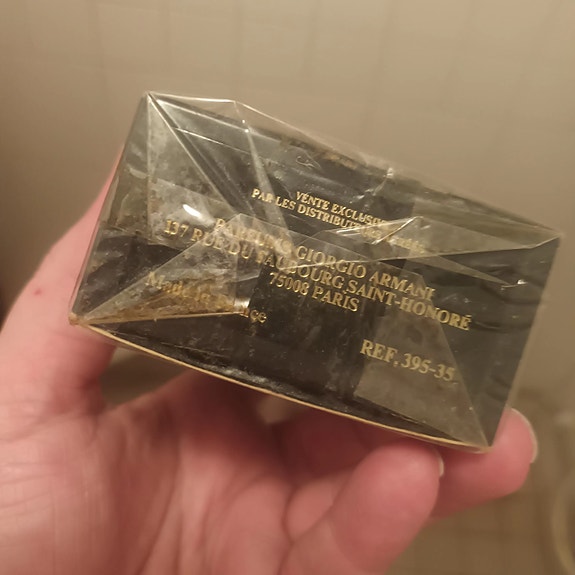 VENTE EXCLUSIVE
PAR LES DISTRIBUTEURS
PARFUMS GIORGIO ARMANI
137 RUE DU FAUBOURG SAINT-HONORÉ
75008 PARIS
Made in France
REF. 395-35